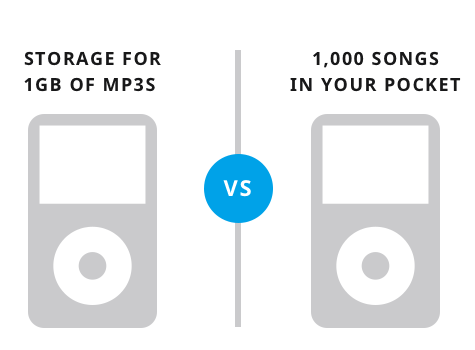 STORAGE FOR
1GB OF MP3S
VS
1,000 SONGS
IN YOUR POCKET